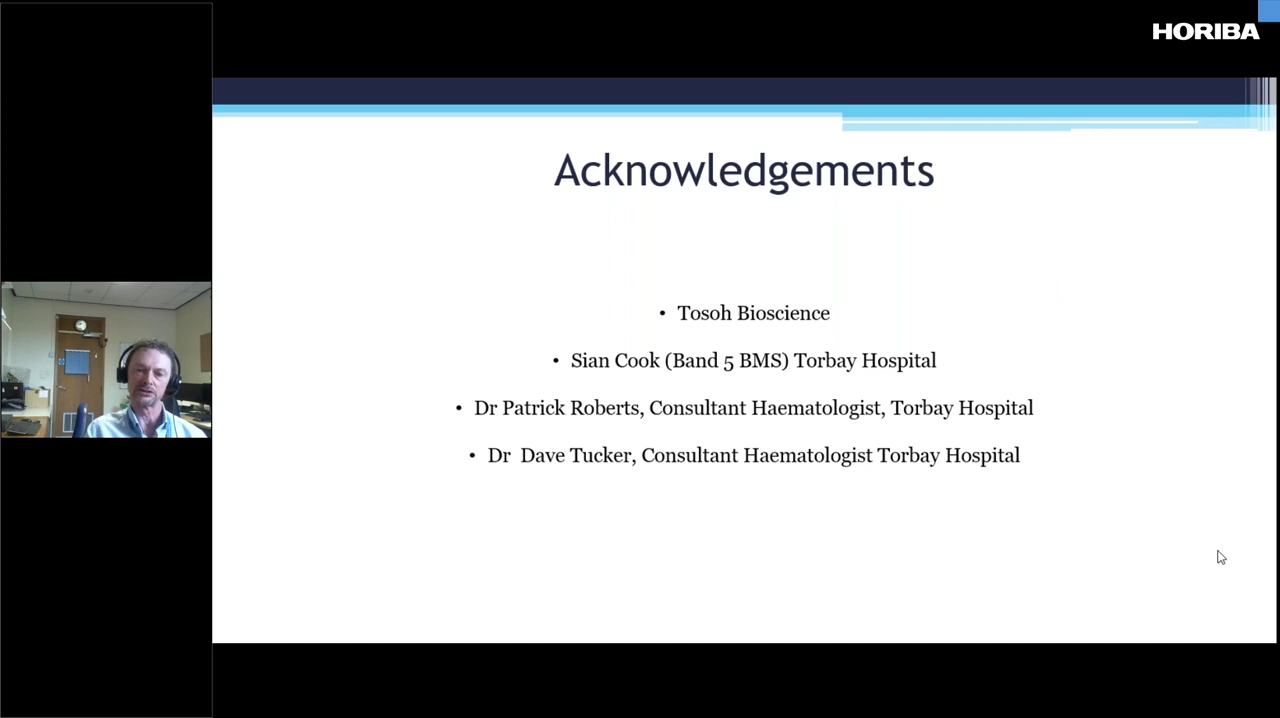 HORIBA
Acknowledgements
• Tosoh Bioscience
• Sian Cook (Band 5 BMS) Torbay Hospital
• Dr Patrick Roberts, Consultant Haematologist, Torbay Hospital
• Dr  Dave Tucker, Consultant Haematologist Torbay Hospital